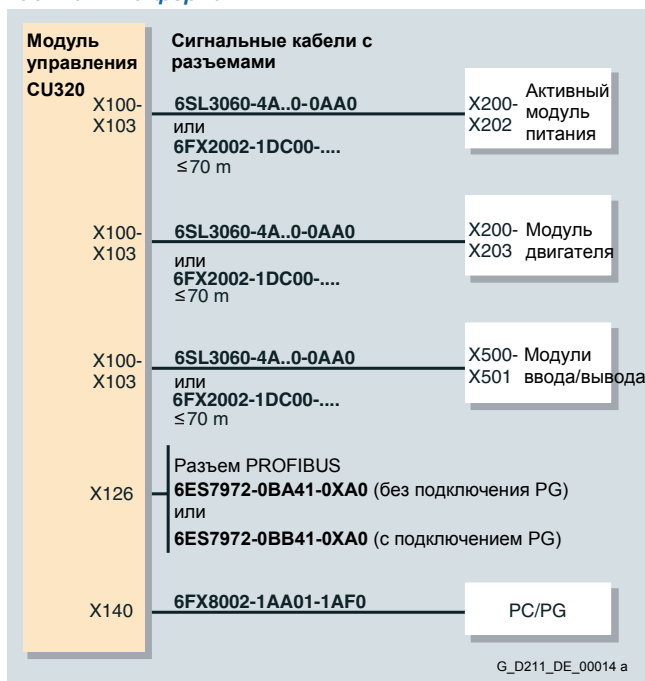 Модуль
управления
CU320
Сигнальные кабели с
разъемами
X100-
X103
6SL3060-4A..0-0AA0
или
6FX2002-1DC00-....
≤70 m
X200-
X202
Активный
модуль
питания
X100-
X103
6SL3060-4A..0-0AA0
или
6FX2002-1DC00-....
≤70 m
X200-
X203
Модуль
двигателя
X100-
X103
6SL3060-4A..0-0AA0
или
6FX2002-1DC00-....
≤70 m
X500-
X501
Модули
ввода/вывода
X126
Разъем PROFIBUS
6ES7972-0BA41-0XA0 (без подключения PG)
или
6ES7972-0BB41-0XA0 (с подключением PG)
X140
6FX8002-1AA01-1AF0
PC/PG
G_D211_DE_00014 a